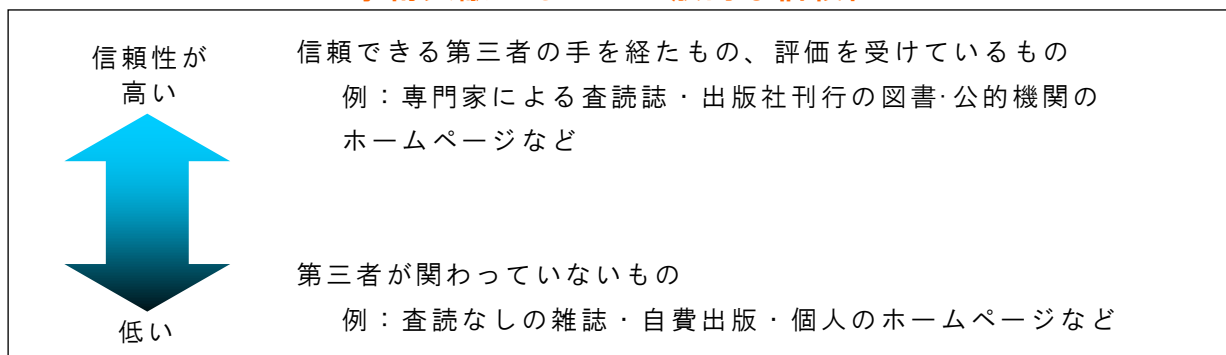 信頼性が
高い
信頼できる第三者の手を経たもの、評価を受けているもの
例：専門家による査読誌・出版社刊行の図書･公的機関の
ホームページなど
第三者が関わっていないもの
例：査読なしの雑誌・自費出版・個人のホームページなど
低い